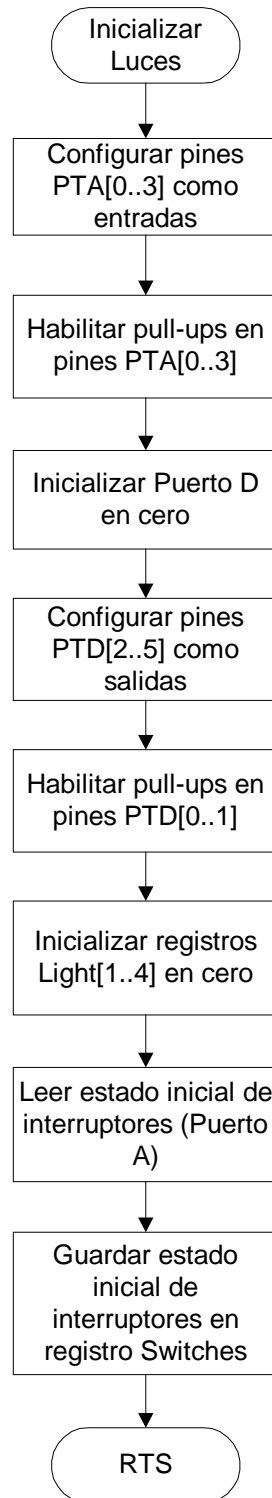 Inicializar
Luces
Configurar pines
PTA[0..3] como
entradas
Habilitar pull-ups en
pines PTA[0..3]
Inicializar Puerto D
en cero
Configurar pines
PTD[2..5] como
salidas
Habilitar pull-ups en
pines PTD[0..1]
Inicializar registros
Light[1..4] en cero
Leer estado inicial de
interruptores (Puerto
A)
Guardar estado
inicial de
interruptores en
registro Switches
RTS